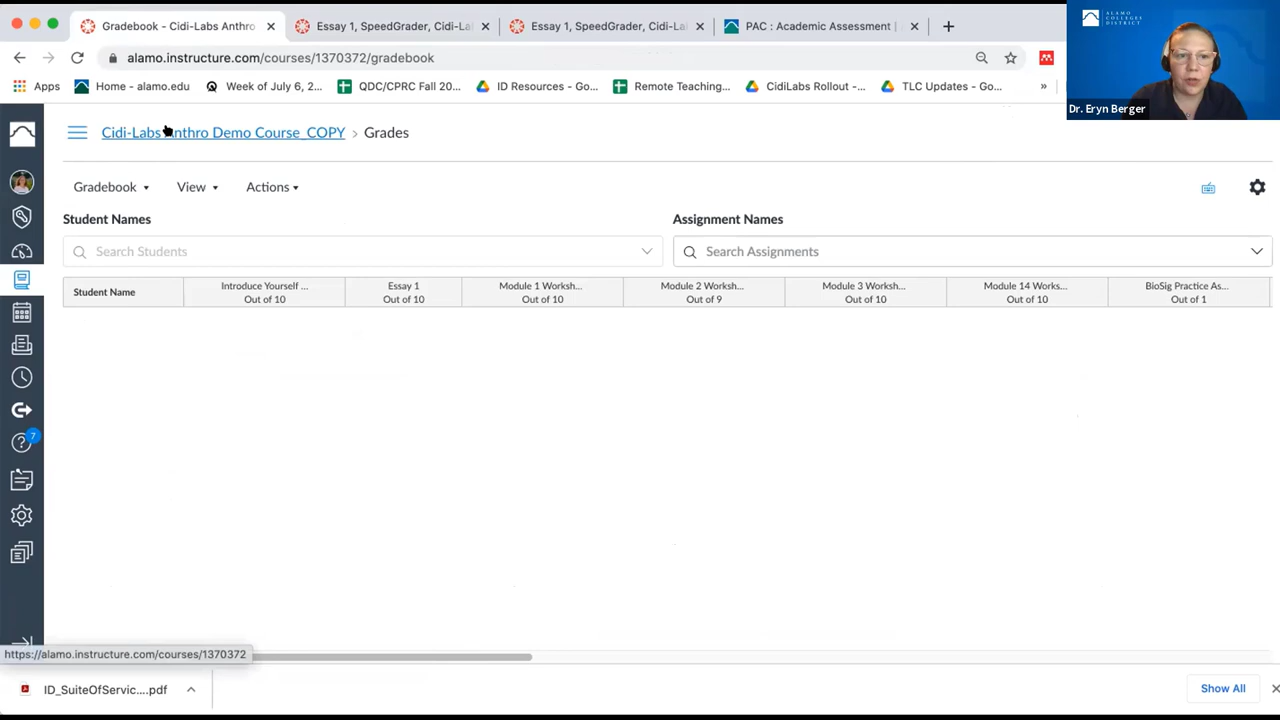 Gradebook - Cidi-Labs Anthro
Essay 1, SpeedGrader, Cidi-La
Essay 1, SpeedGrader, Cidi-La
PAC : Academic Assessment |
alamo.instructure.com/courses/1370372/gradebook
Apps
Home - alamo.edu
Week of July 6, 2...
QDC/CPRC Fall 20...
ID Resources - Go...
Remote Teaching...
CidiLabs Rollout -...
TLC Updates - Go...
»
ALAMO
COLLEGES
DISTRICT
Dr. Eryn Berger
Cidi-Labs Anthro Demo Course_COPY > Grades
Gradebook
View
Actions
Student Names
Assignment Names
Search Students
Search Assignments
Student Name
Introduce Yourself ...
Out of 10
Essay 1
Out of 10
Module 1 Worksh...
Out of 10
Module 2 Worksh...
Out of 9
Module 3 Worksh...
Out of 10
Module 14 Works...
Out of 10
BioSig Practice As...
Out of 1
7
https://alamo.instructure.com/courses/1370372
ID_SuiteOfServic....pdf
Show All